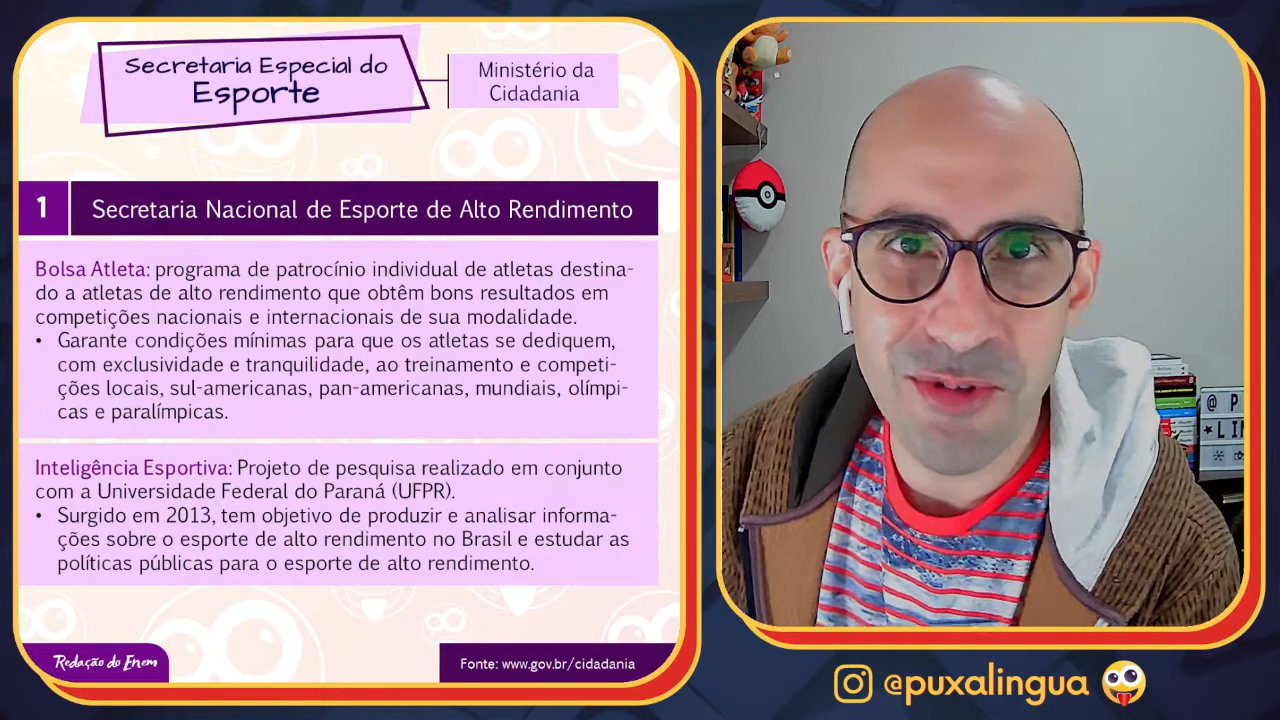 Secretaria Especial do
Esporte
Ministério da
Cidadania
1
Secretaria Nacional de Esporte de Alto Rendimento
Bolsa Atleta: programa de patrocínio individual de atletas destina-
do a atletas de alto rendimento que obtêm bons resultados em
competições nacionais e internacionais de sua modalidade.
• Garante condições mínimas para que os atletas se dediquem,
com exclusividade e tranquilidade, ao treinamento e competi-
ções locais, sul-americanas, pan-americanas, mundiais, olímpi-
cas e paralímpicas.
Inteligência Esportiva: Projeto de pesquisa realizado em conjunto
com a Universidade Federal do Paraná (UFPR).
• Surgido em 2013, tem objetivo de produzir e analisar informa-
ções sobre o esporte de alto rendimento no Brasil e estudar as
políticas públicas para o esporte de alto rendimento.
Redação do Enem
Fonte: www.gov.br/cidadania
@ P
LI
@puxalingua